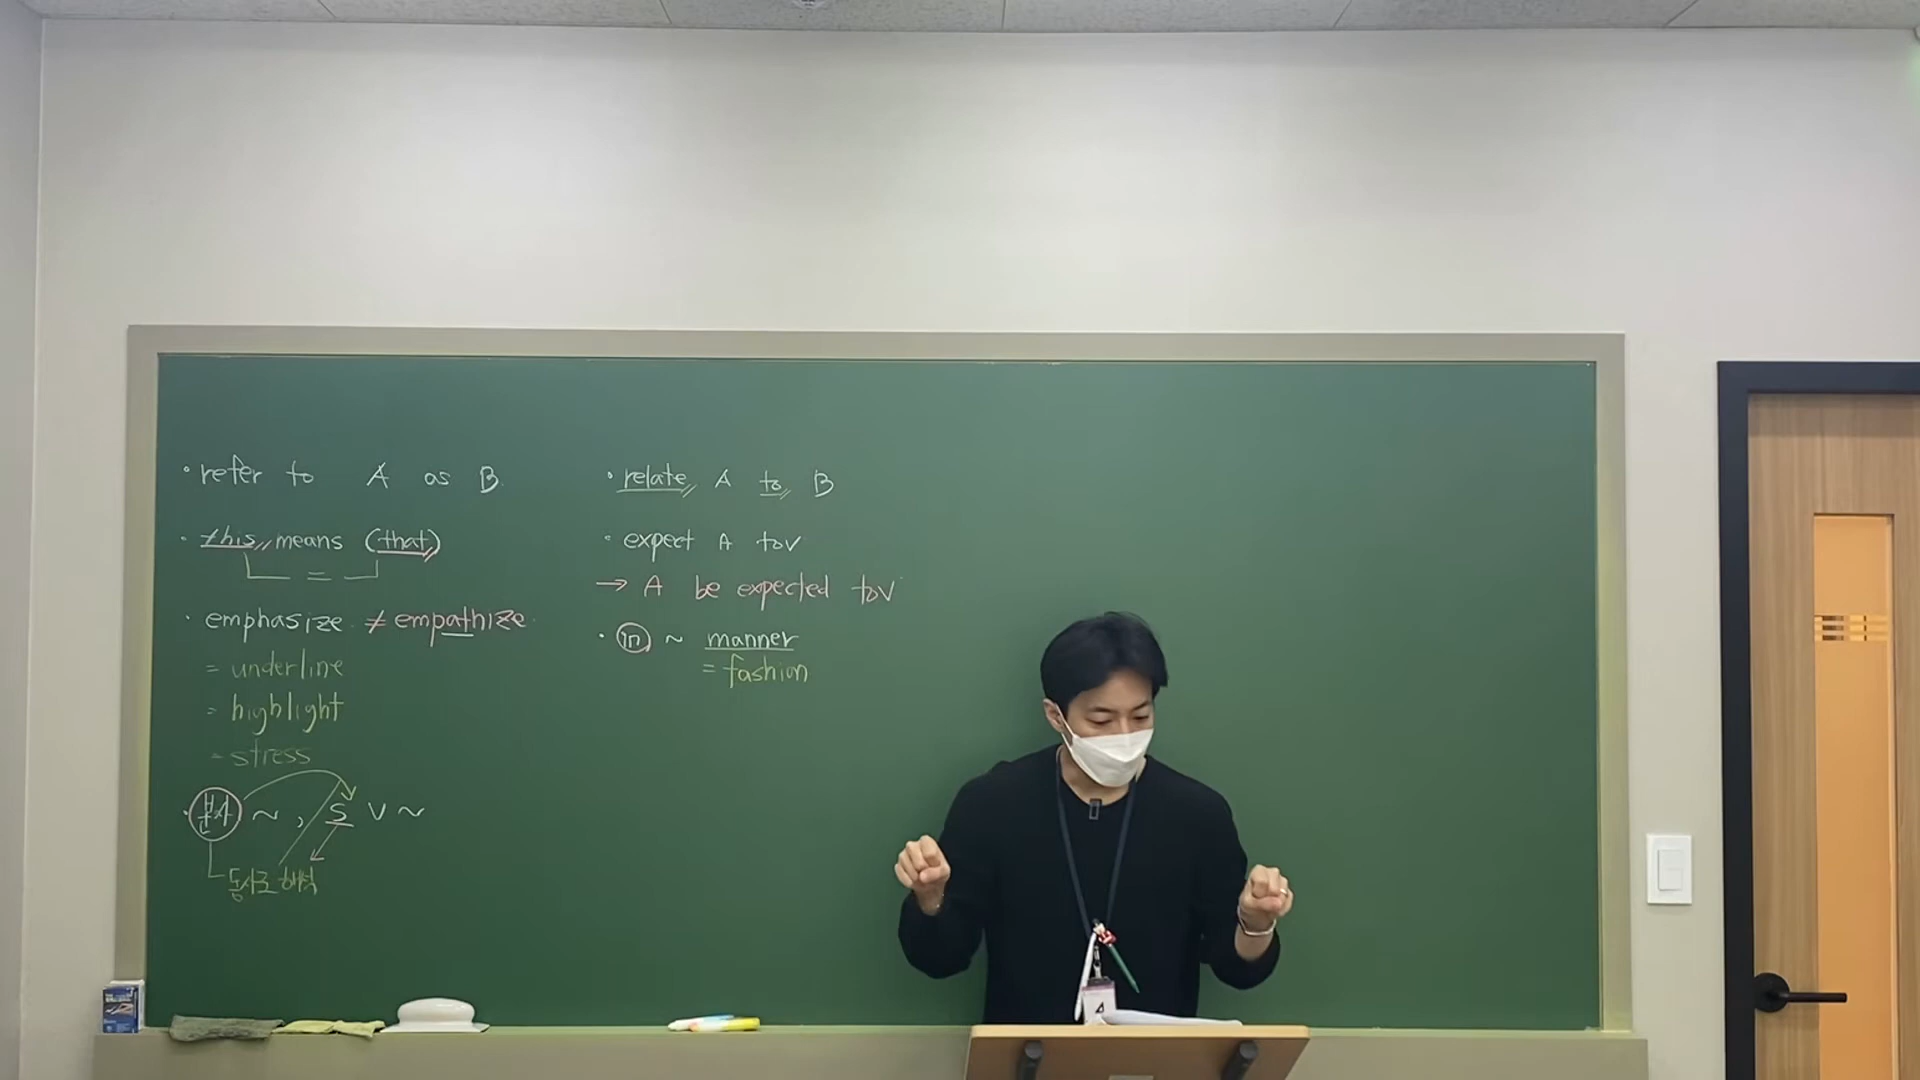 · refer to A as B.
· this means (that)
=
· emphasize ≠ empathize
= underline
= highlight
= stress
· 분사 ~ , S V ~
동사로 해석
· relate A to B
· expect A to V
→ A be expected to V
· in ~ manner
= fashion